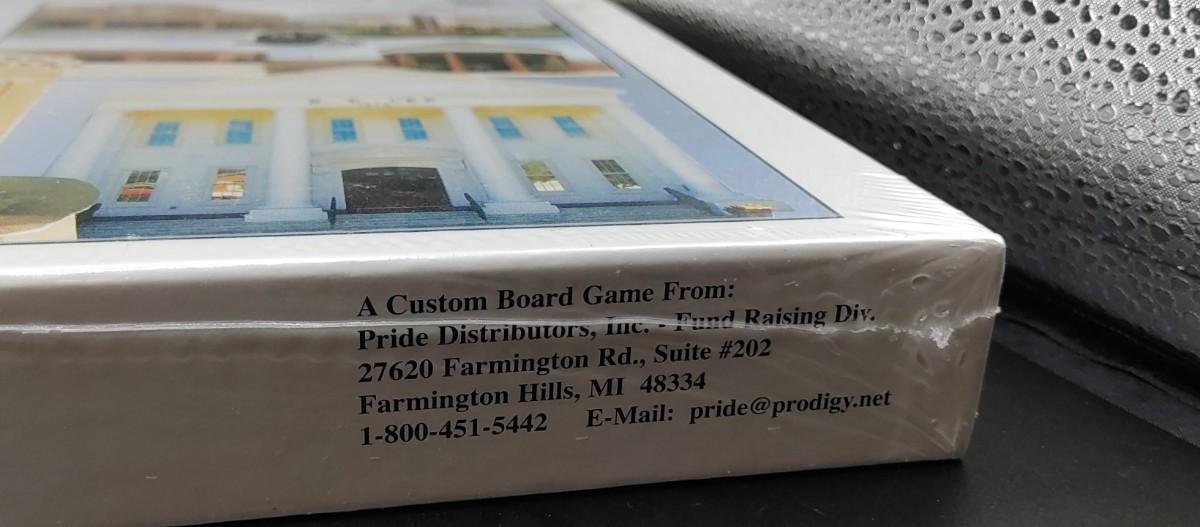 A Custom Board Game From:
Pride Distributors, Inc. - Fund Raising Div.
27620 Farmington Rd., Suite #202
Farmington Hills, MI 48334
1-800-451-5442 E-Mail: pride@prodigy.net